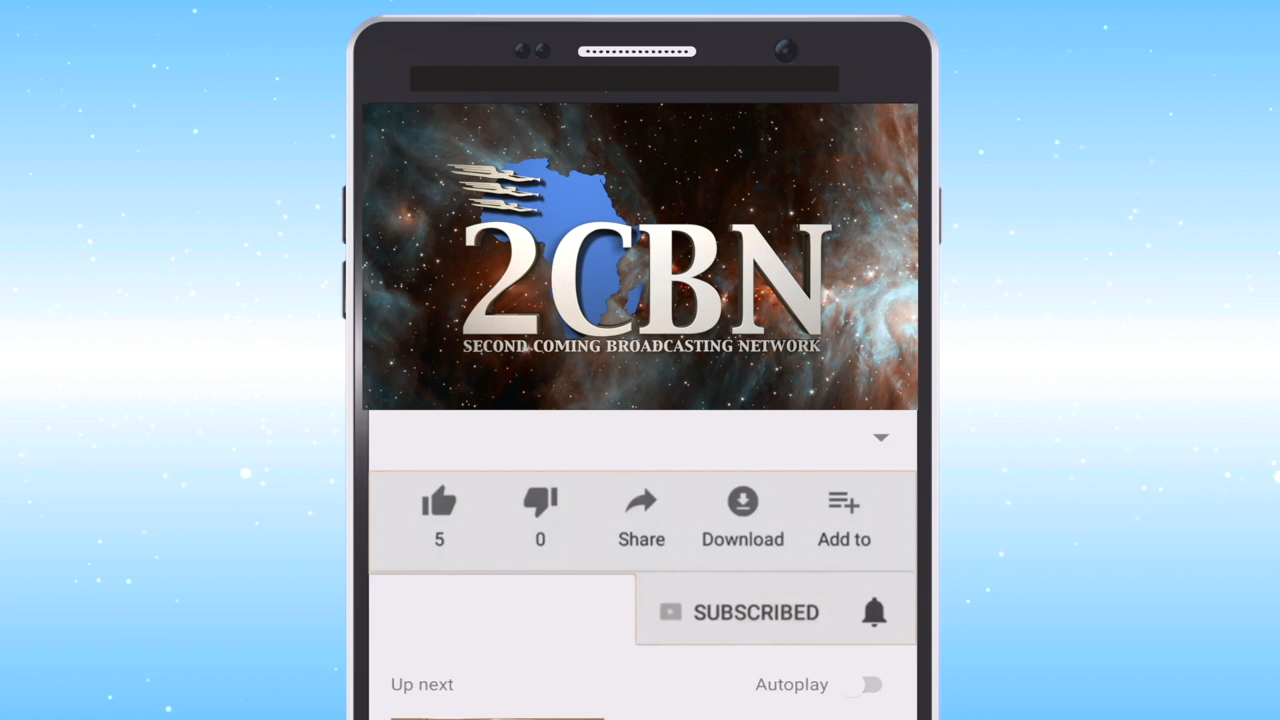 2CBN
SECOND COMING BROADCASTING NETWORK
5 0 Share Download Add to
SUBSCRIBED
Up next Autoplay